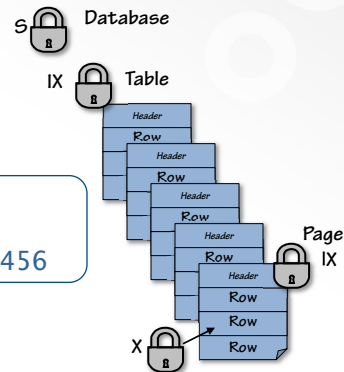 S Database
IX Table
Header
Row
Header
Row
Header
Row
Header
Row
456
Page
IX
Header
Row
Row
X
Row